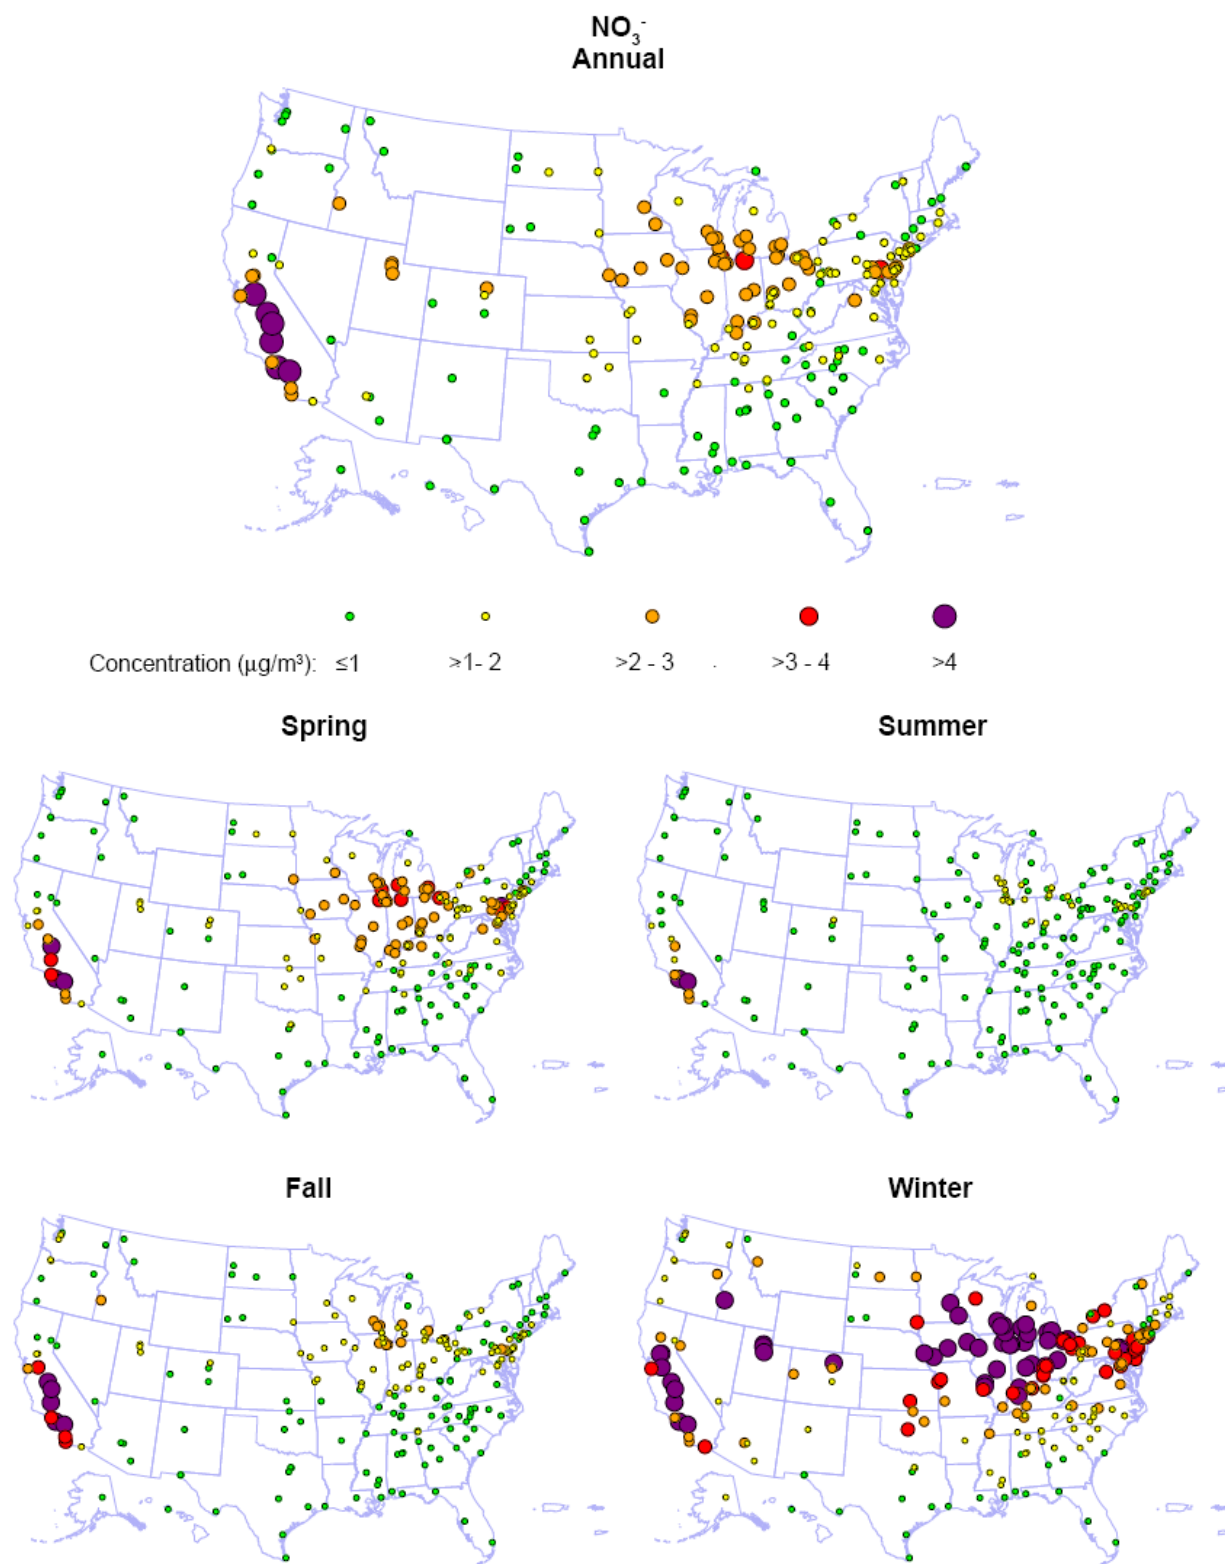 NO₃⁻
Annual
Concentration (µg/m³): ≤1 >1- 2 >2 - 3 >3 - 4 >4
Spring Summer
Fall Winter